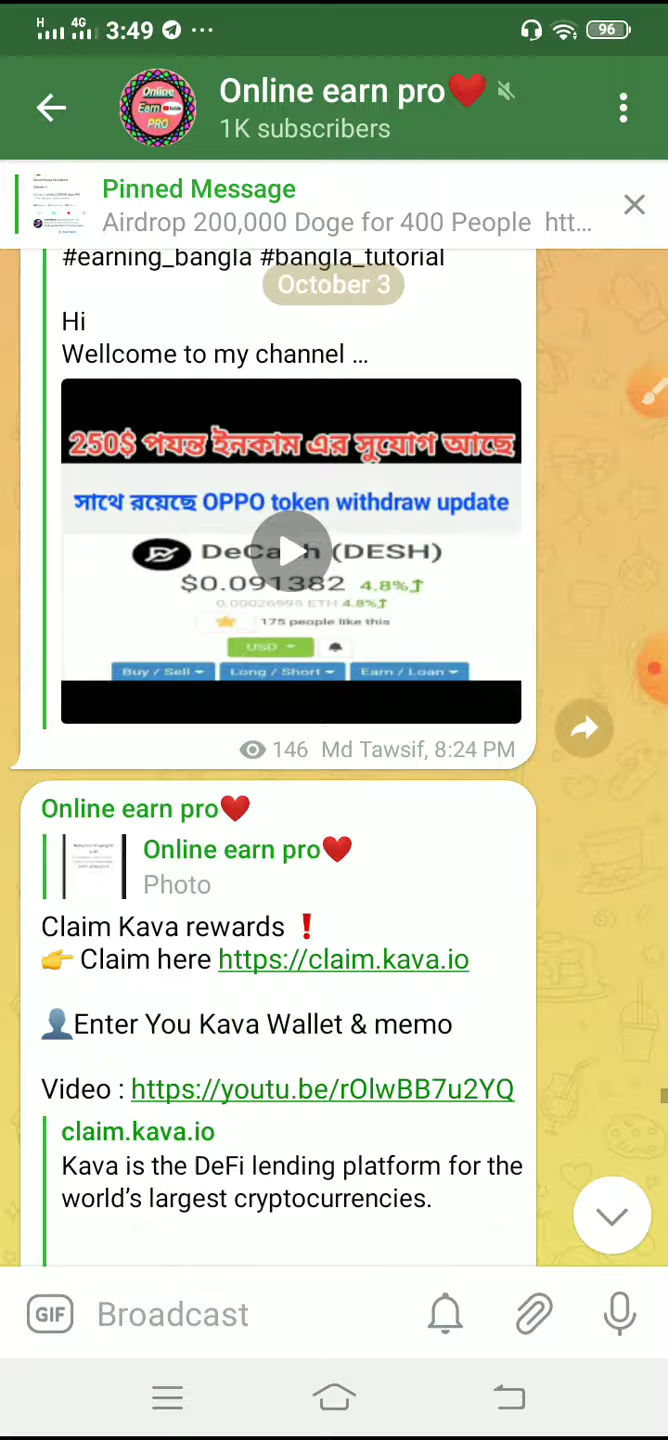 H 4G 3:49 ... 96
Online
Earn
PRO
Online earn pro❤️
1K subscribers
Pinned Message
Airdrop 200,000 Doge for 400 People htt...
#earning_bangla #bangla_tutorial
October 3
Hi
Wellcome to my channel ...
250$ পযন্ত ইনকাম এর সুযোগ আছে
সাথে রয়েছে OPPO token withdraw update
(DESH)
$0.091382 4.8%↑
0.00026995 ETH 4.8%↑
175 people like this
USD
Buy / Sell Long / Short Earn / Loan
146 Md Tawsif, 8:24 PM
Online earn pro❤️
Online earn pro❤️
Photo
Claim Kava rewards ❗
👉 Claim here https://claim.kava.io
👤Enter You Kava Wallet & memo
Video : https://youtu.be/rOlwBB7u2YQ
claim.kava.io
Kava is the DeFi lending platform for the
world's largest cryptocurrencies.
GIF Broadcast